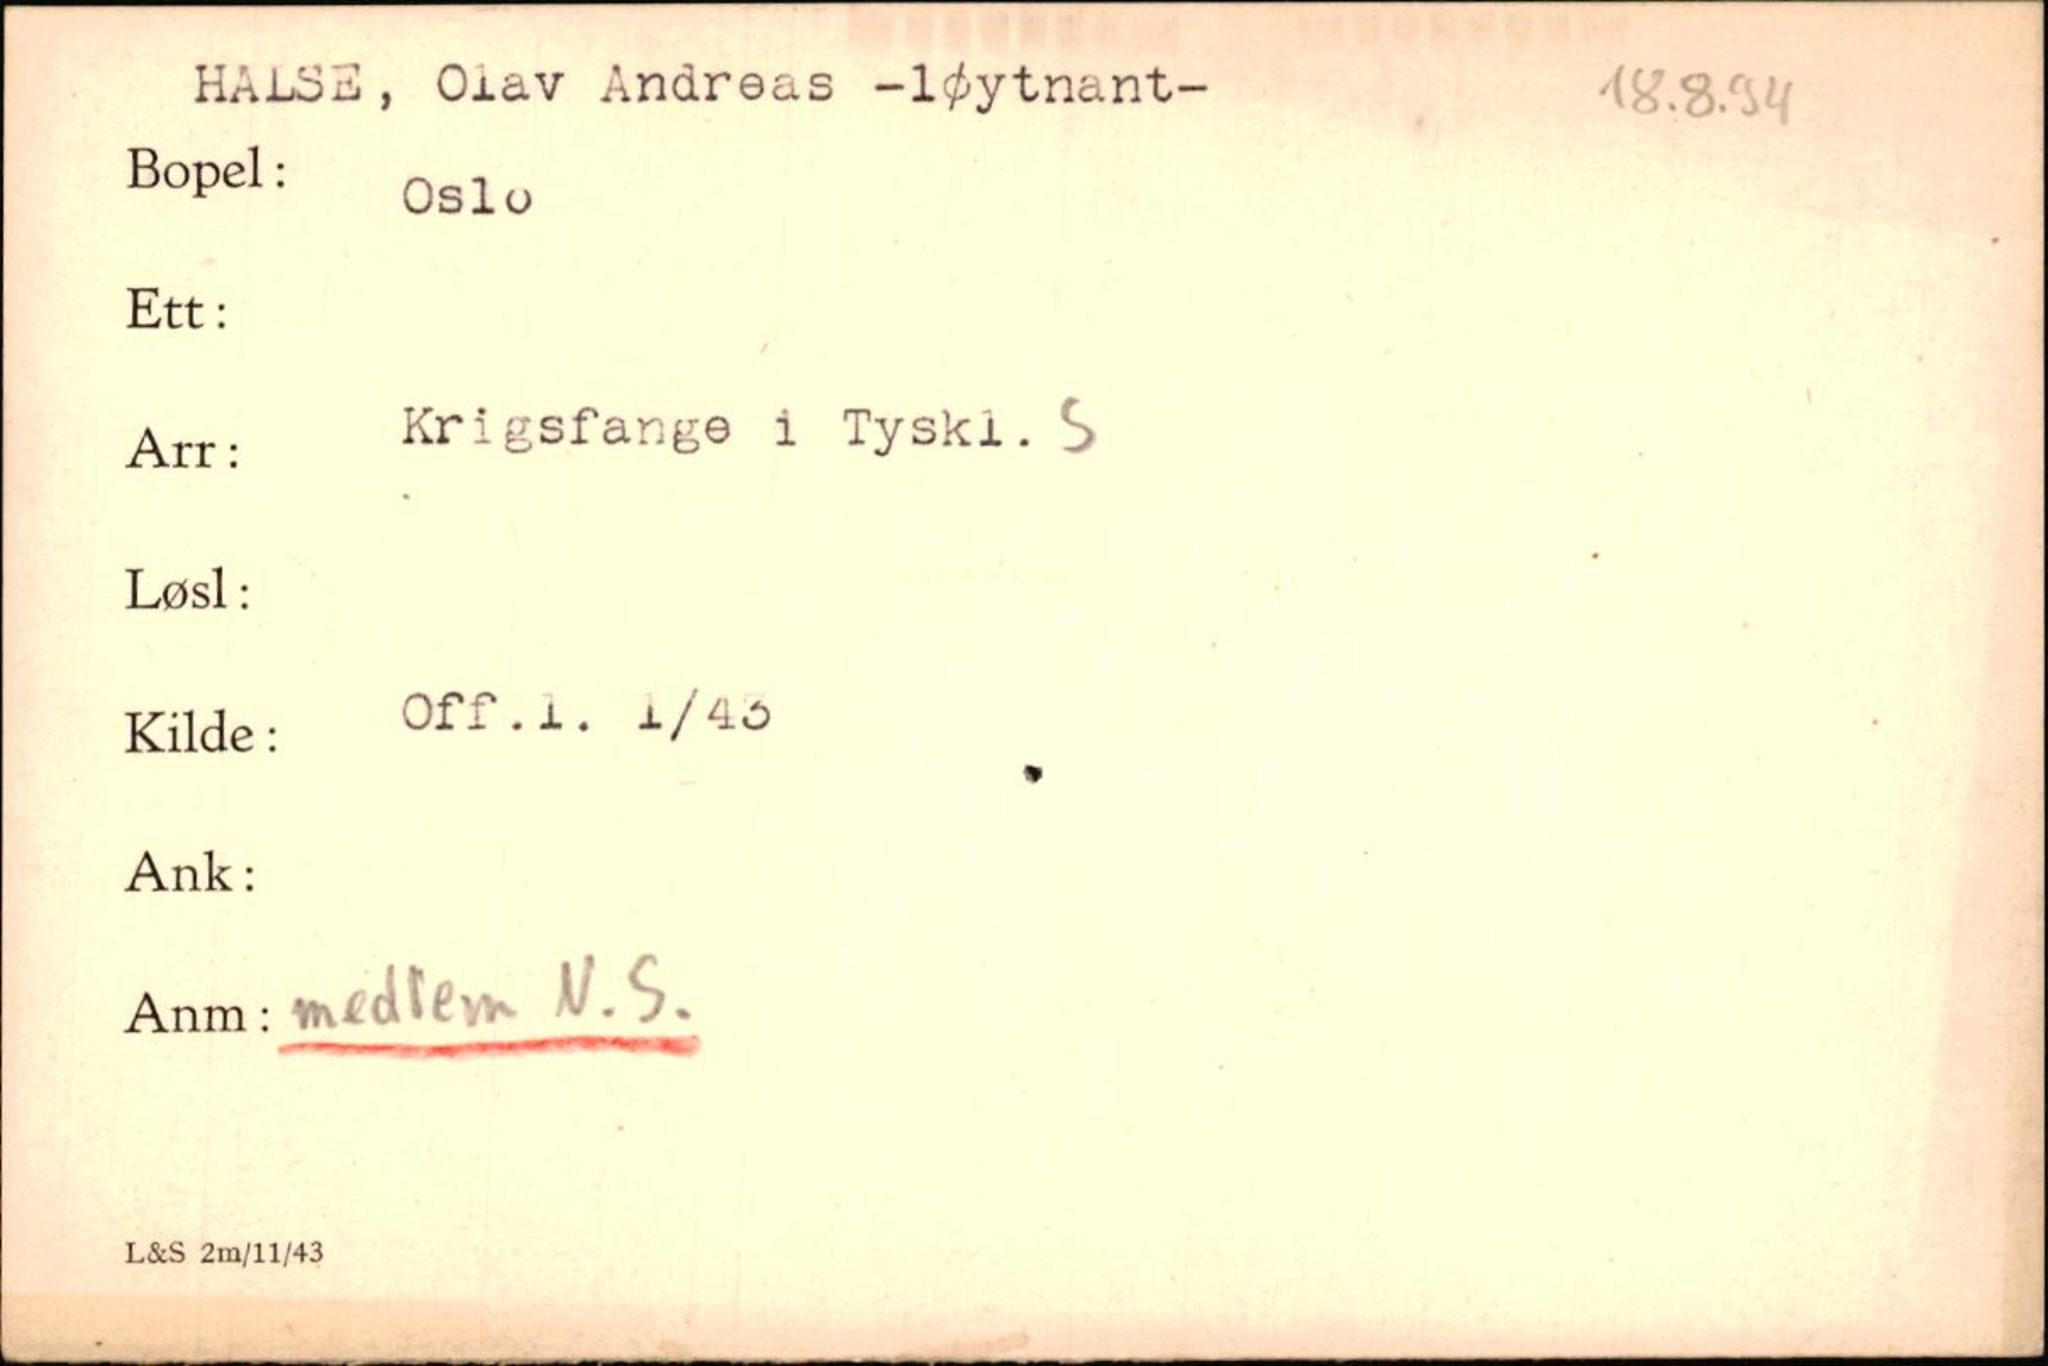 HALSE, Olav Andreas -løytnant- 18.8.94
Bopel: Oslo
Ett:
Arr: Krigsfange i Tyskl. S
Løsl:
Kilde: Off.l. 1/43
Ank:
Anm: medlem N.S.
L&S 2m/11/43